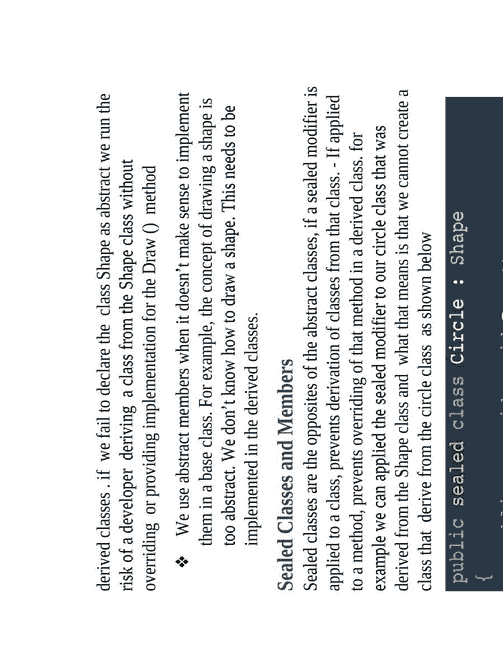 derived classes . if  we fail to declare the  class Shape as abstract we run the
risk of a developer  deriving  a class from the Shape class without
overriding  or providing implementation for the Draw ()  method
❖ We use abstract members when it doesn't make sense to implement
them in a base class. For example, the concept of drawing a shape is
too abstract. We don't know how to draw a shape. This needs to be
implemented in the derived classes.
Sealed Classes and Members
Sealed classes are the opposites of the abstract classes, if a sealed modifier is
applied to a class, prevents derivation of classes from that class. - If applied
to a method, prevents overriding of that method in a derived class. for
example we can applied the sealed modifier to our circle class that was
derived from the Shape class and  what that means is that we cannot create a
class that  derive from the circle class  as shown below
public sealed class Circle : Shape
{